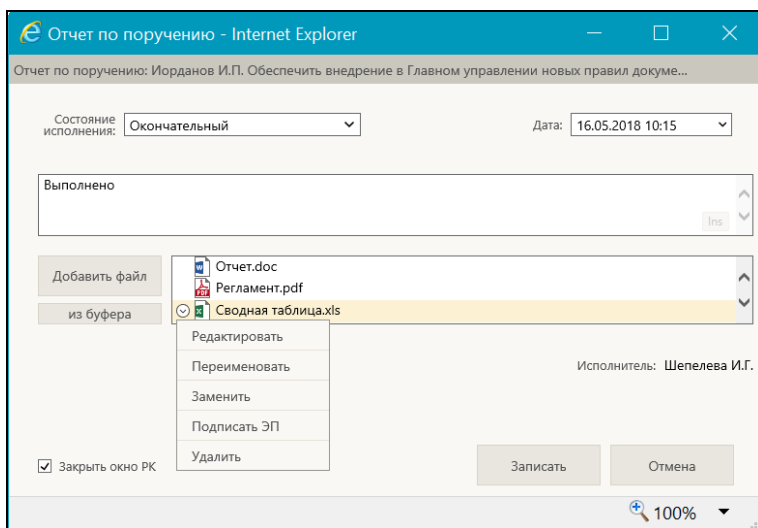 Отчет по поручению - Internet Explorer
Отчет по поручению: Иорданов И.П. Обеспечить внедрение в Главном управлении новых правил докуме...
Состояние
исполнения: Окончательный Дата: 16.05.2018 10:15
Выполнено
Ins
Добавить файл
из буфера
Отчет.doc
Регламент.pdf
Сводная таблица.xls
Редактировать
Переименовать
Заменить
Подписать ЭП
Удалить
Исполнитель: Шепелева И.Г.
Закрыть окно РК
Записать Отмена
100%